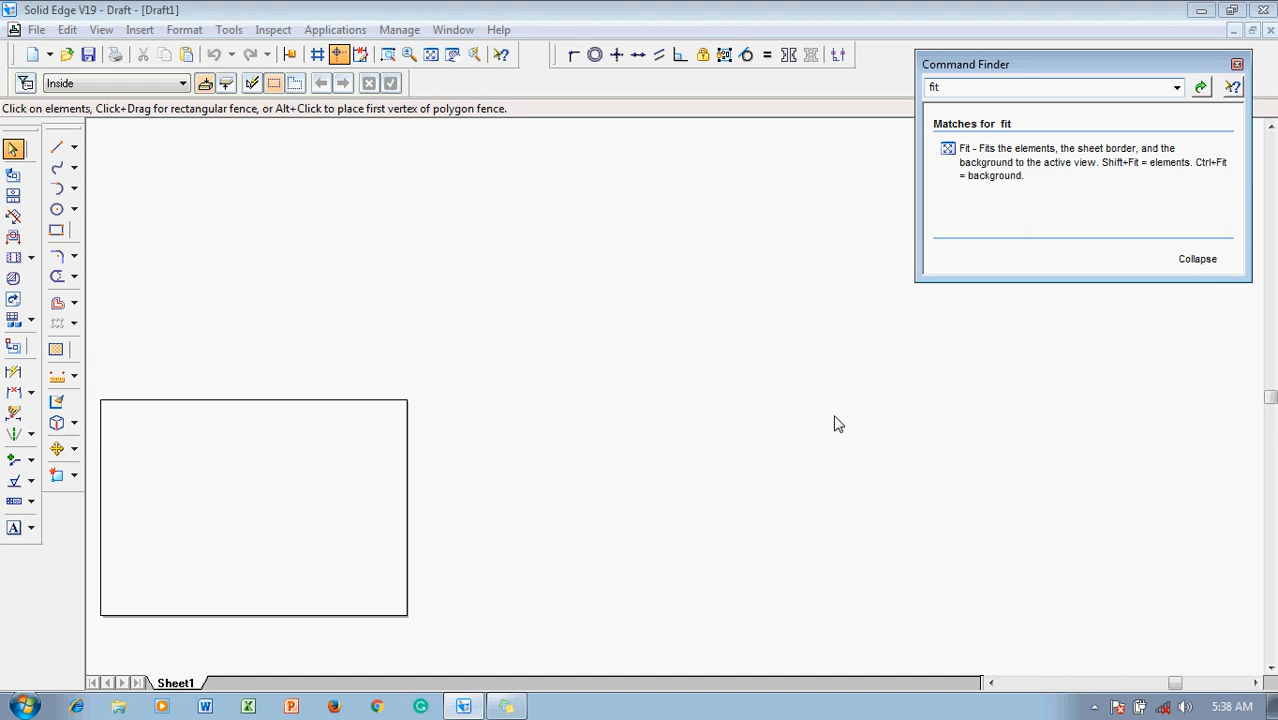 Solid Edge V19 - Draft - [Draft1]
File Edit View Insert Format Tools Inspect Applications Manage Window Help
Inside
Click on elements, Click+Drag for rectangular fence, or Alt+Click to place first vertex of polygon fence.
Command Finder
fit
Matches for fit
Fit - Fits the elements, the sheet border, and the
background to the active view. Shift+Fit = elements. Ctrl+Fit
= background.
Collapse
A
Sheet1
5:38 AM